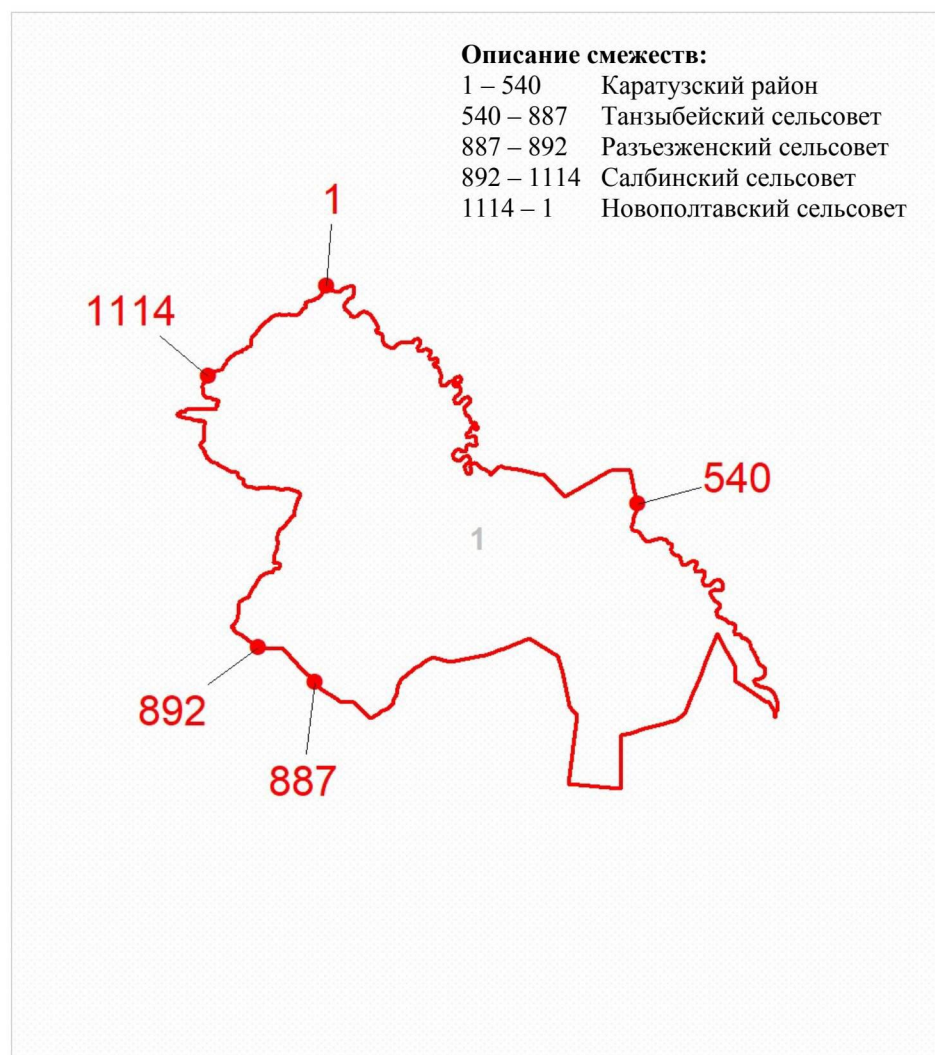 Описание смежеств:
1 – 540 Каратузский район
540 – 887 Танзыбейский сельсовет
887 – 892 Разъезженский сельсовет
892 – 1114 Салбинский сельсовет
1114 – 1 Новополтавский сельсовет
1
1114
540
1
892
887